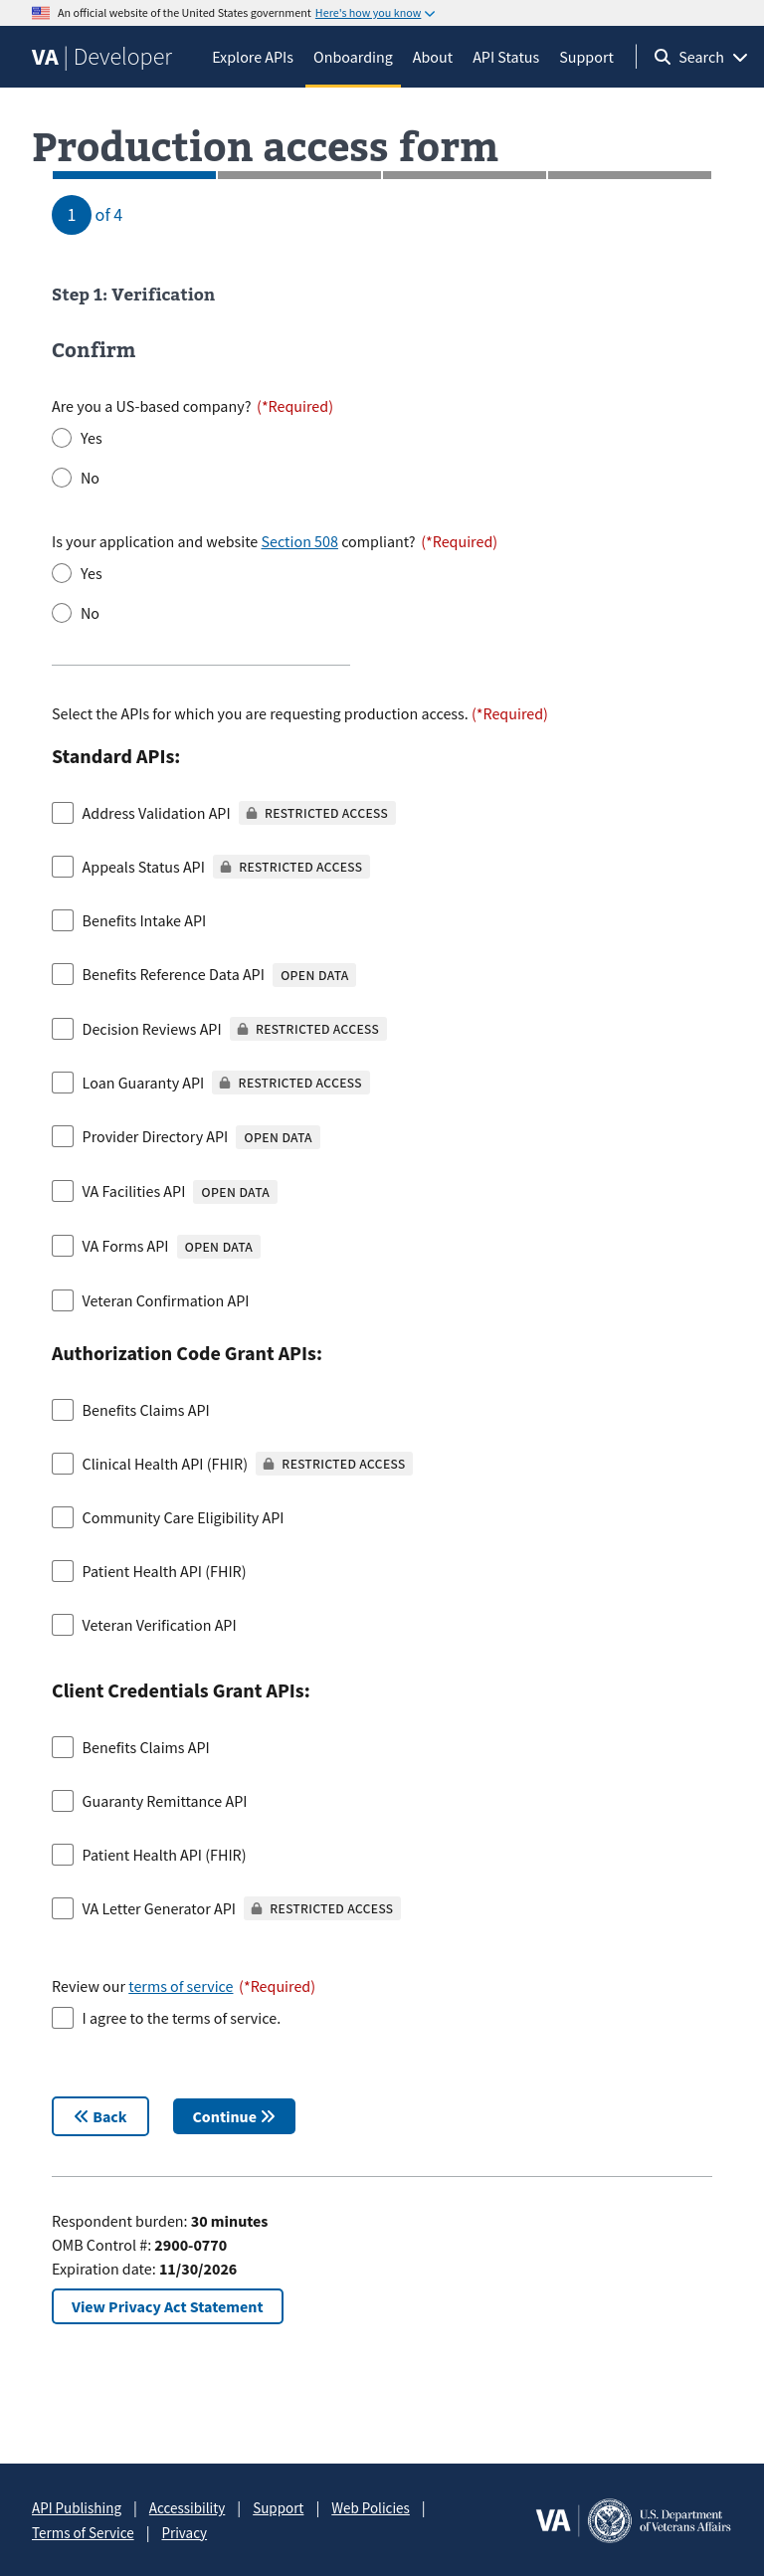 An official website of the United States government Here's how you know
VA | Developer
Explore APIs Onboarding About API Status Support Search
Production access form
1 of 4
Step 1: Verification
Confirm
Are you a US-based company? (*Required)
Yes
No
Is your application and website Section 508 compliant? (*Required)
Yes
No
Select the APIs for which you are requesting production access. (*Required)
Standard APIs:
Address Validation API RESTRICTED ACCESS
Appeals Status API RESTRICTED ACCESS
Benefits Intake API
Benefits Reference Data API OPEN DATA
Decision Reviews API RESTRICTED ACCESS
Loan Guaranty API RESTRICTED ACCESS
Provider Directory API OPEN DATA
VA Facilities API OPEN DATA
VA Forms API OPEN DATA
Veteran Confirmation API
Authorization Code Grant APIs:
Benefits Claims API
Clinical Health API (FHIR) RESTRICTED ACCESS
Community Care Eligibility API
Patient Health API (FHIR)
Veteran Verification API
Client Credentials Grant APIs:
Benefits Claims API
Guaranty Remittance API
Patient Health API (FHIR)
VA Letter Generator API RESTRICTED ACCESS
Review our terms of service (*Required)
I agree to the terms of service.
Back Continue
Respondent burden: 30 minutes
OMB Control #: 2900-0770
Expiration date: 11/30/2026
View Privacy Act Statement
API Publishing | Accessibility | Support | Web Policies |
Terms of Service | Privacy
VA
U.S. Department
of Veterans Affairs